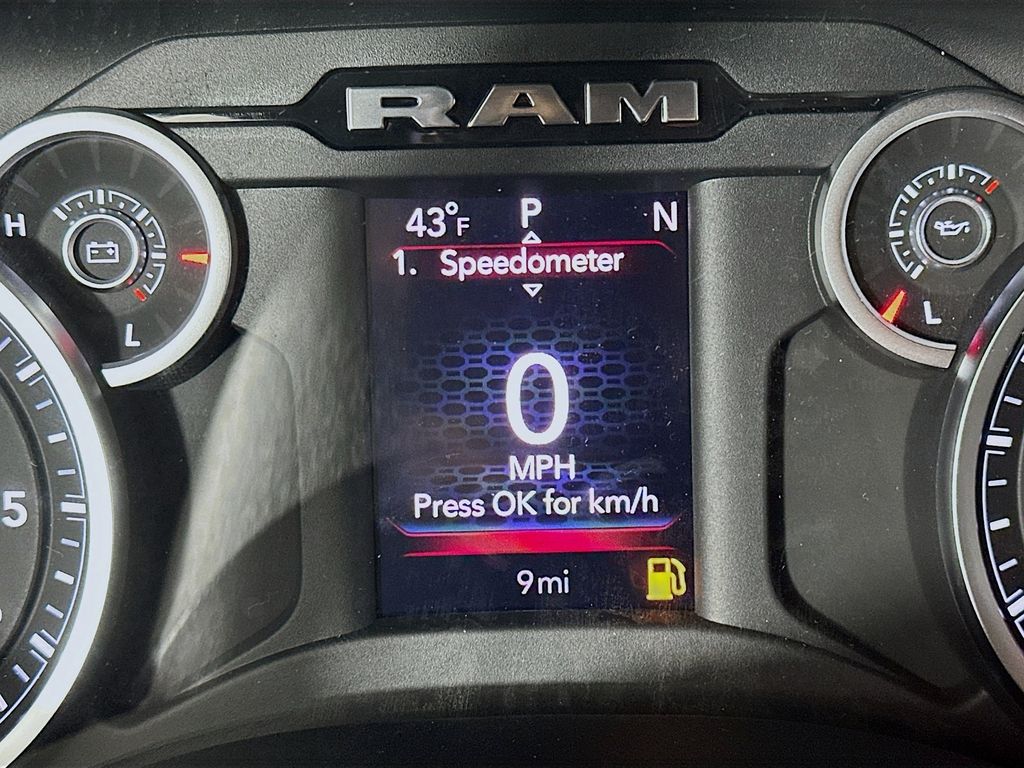 RAM
43°F P N
1. Speedometer
H
L
L
0
MPH
Press OK for km/h
5
9mi